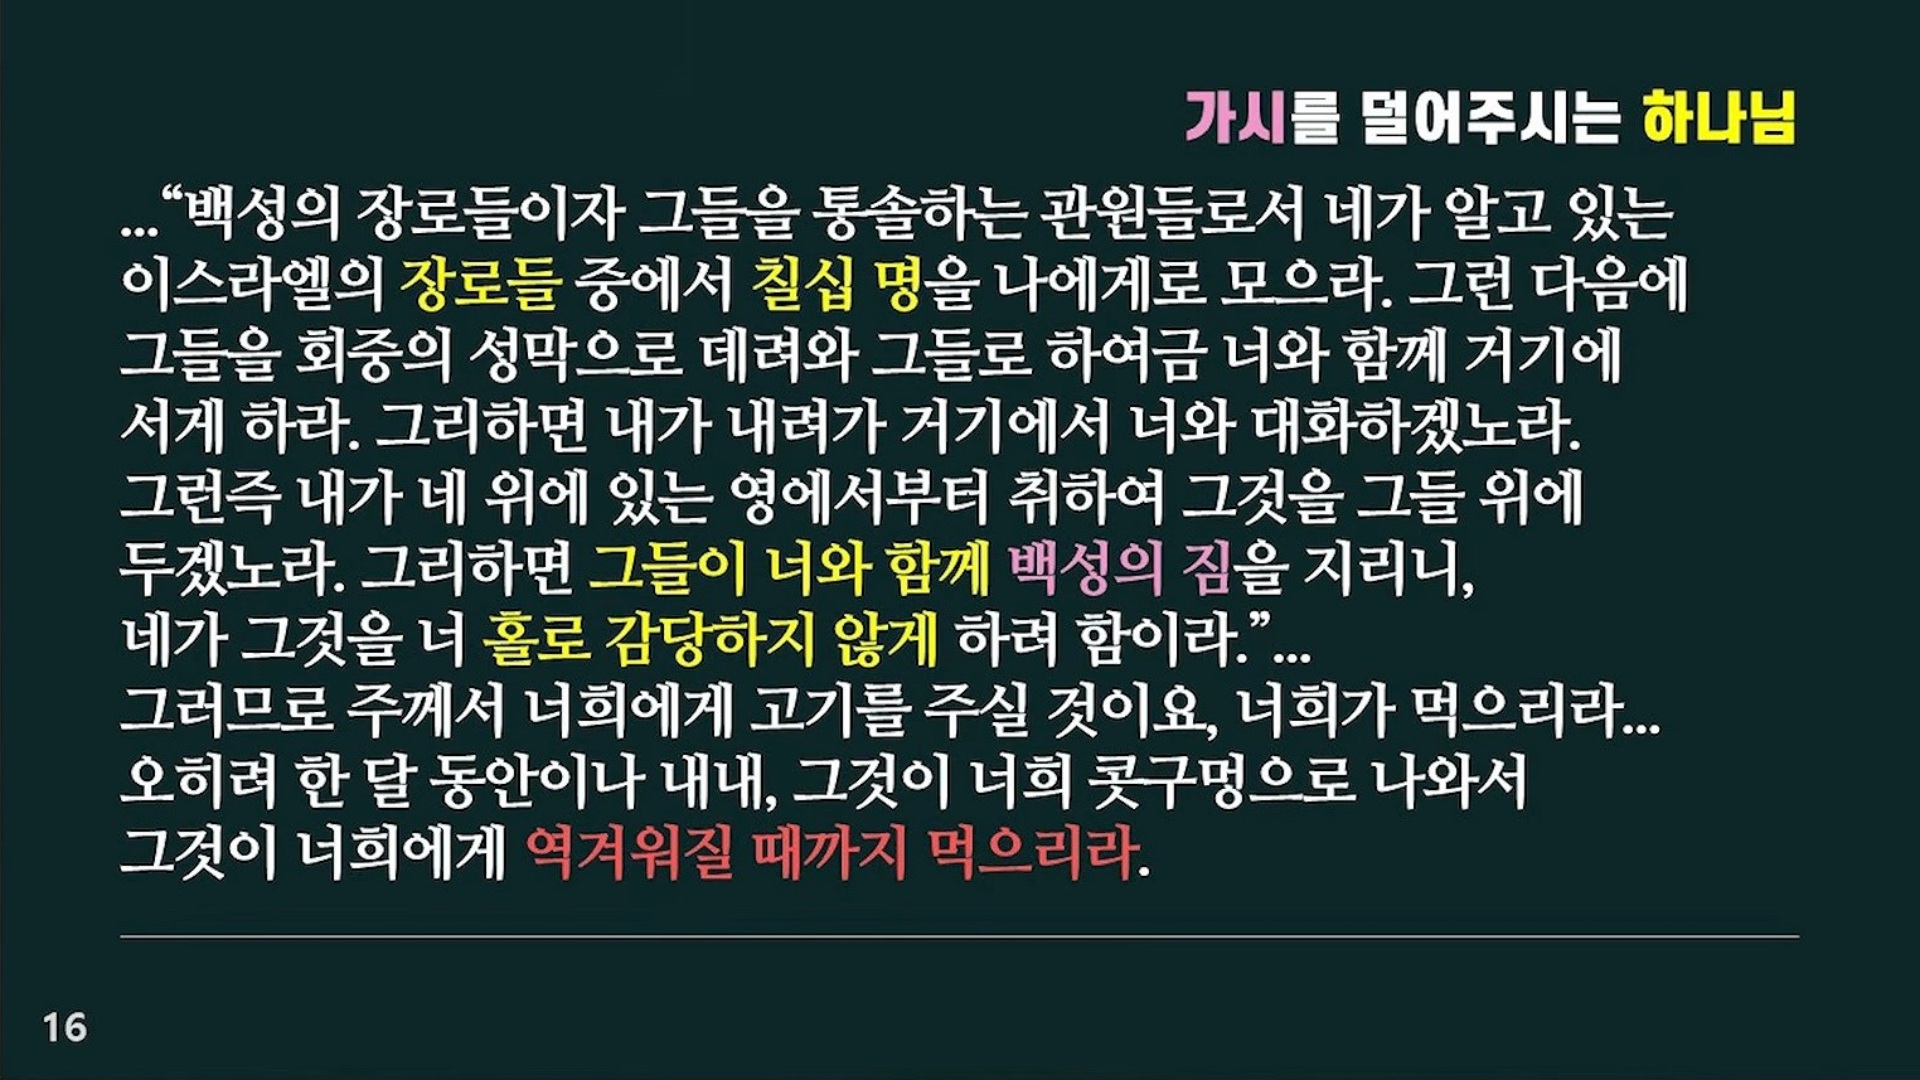 가시를 덜어주시는 하나님
...“백성의 장로들이자 그들을 통솔하는 관원들로서 네가 알고 있는
이스라엘의 장로들 중에서 칠십 명을 나에게로 모으라. 그런 다음에
그들을 회중의 성막으로 데려와 그들로 하여금 너와 함께 거기에
서게 하라. 그리하면 내가 내려가 거기에서 너와 대화하겠노라.
그런즉 내가 네 위에 있는 영에서부터 취하여 그것을 그들 위에
두겠노라. 그리하면 그들이 너와 함께 백성의 짐을 지리니,
네가 그것을 너 홀로 감당하지 않게 하려 함이라.”...
그러므로 주께서 너희에게 고기를 주실 것이요, 너희가 먹으리라...
오히려 한 달 동안이나 내내, 그것이 너희 콧구멍으로 나와서
그것이 너희에게 역겨워질 때까지 먹으리라.
16